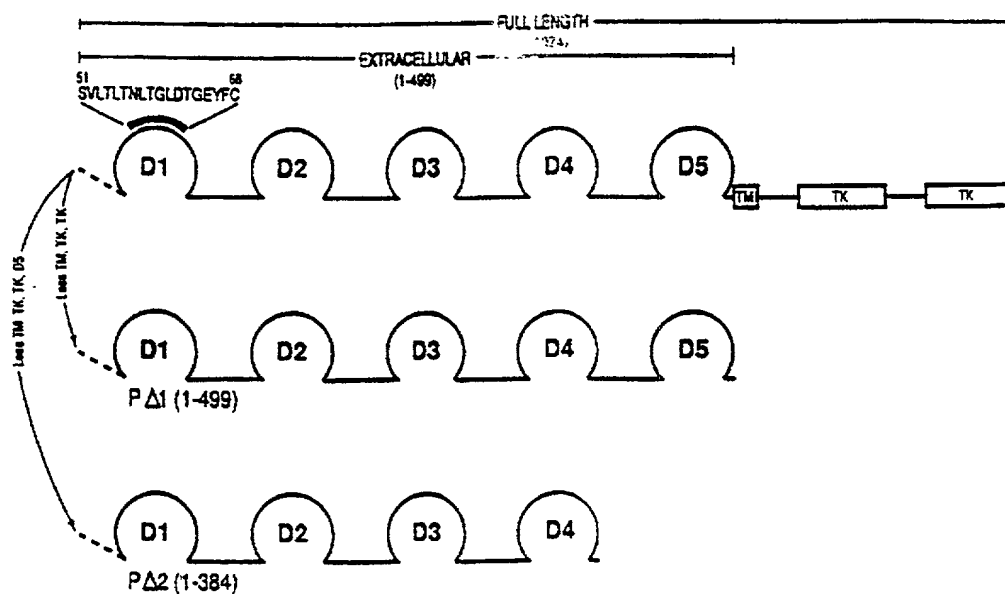 FULL LENGTH
EXTRACELLULAR
(1-499)
51 68
SVLTLTNLTGLDTGEYFC
D1 D2 D3 D4 D5
TM TK TK
Less TM, TK, TK, D5
Less TM, TK, TK
D1 D2 D3 D4 D5
PΔ1 (1-499)
D1 D2 D3 D4
PΔ2 (1-384)